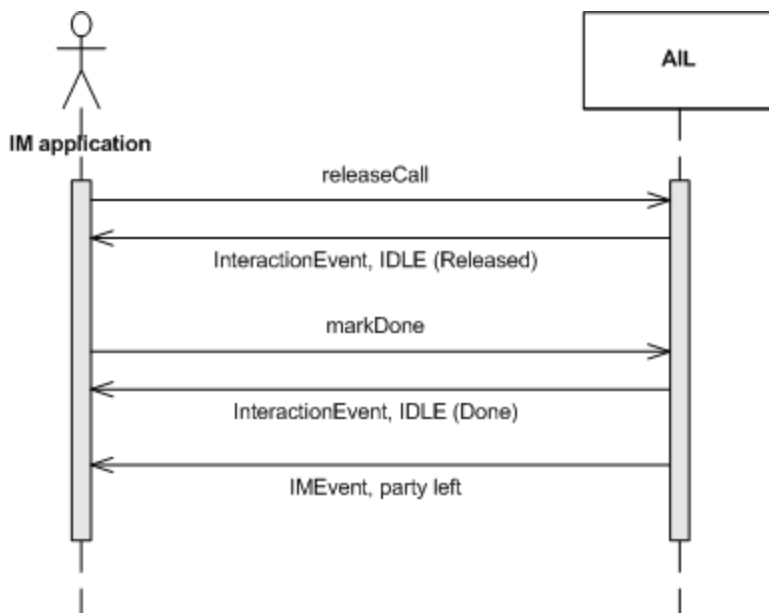 AIL
IM application
releaseCall
InteractionEvent, IDLE (Released)
markDone
InteractionEvent, IDLE (Done)
IMEvent, party left